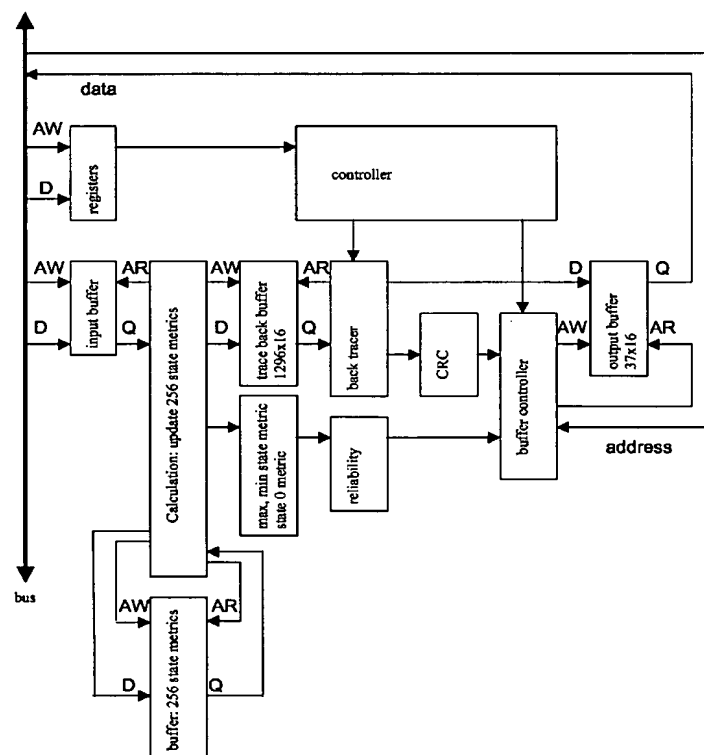 data
AW
D
registers
controller
AW
AR
D
Q
input buffer
Calculation: update 256 state metrics
AW
AR
D
Q
trace back buffer
1296x16
back tracer
CRC
buffer controller
D
Q
AW
AR
output buffer
37x16
max, min state metric
state 0 metric
reliability
address
bus
AW
AR
D
Q
buffer: 256 state metrics